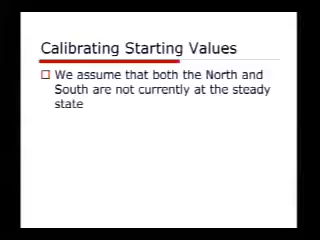 Calibrating Starting Values
We assume that both the North and
South are not currently at the steady
state